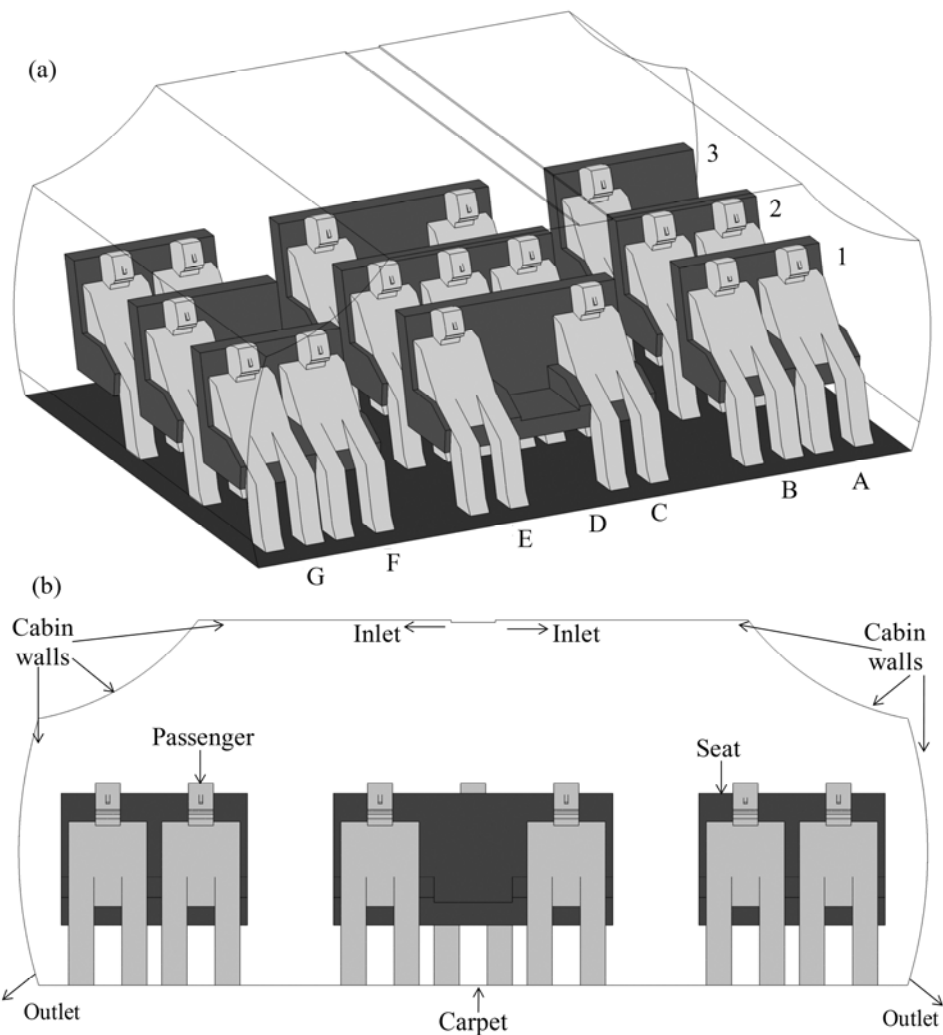 (a)
3
2
1
A
B
C
D
E
F
G
(b)
Cabin
walls
Inlet
Inlet
Cabin
walls
Passenger
Seat
Outlet
Carpet
Outlet